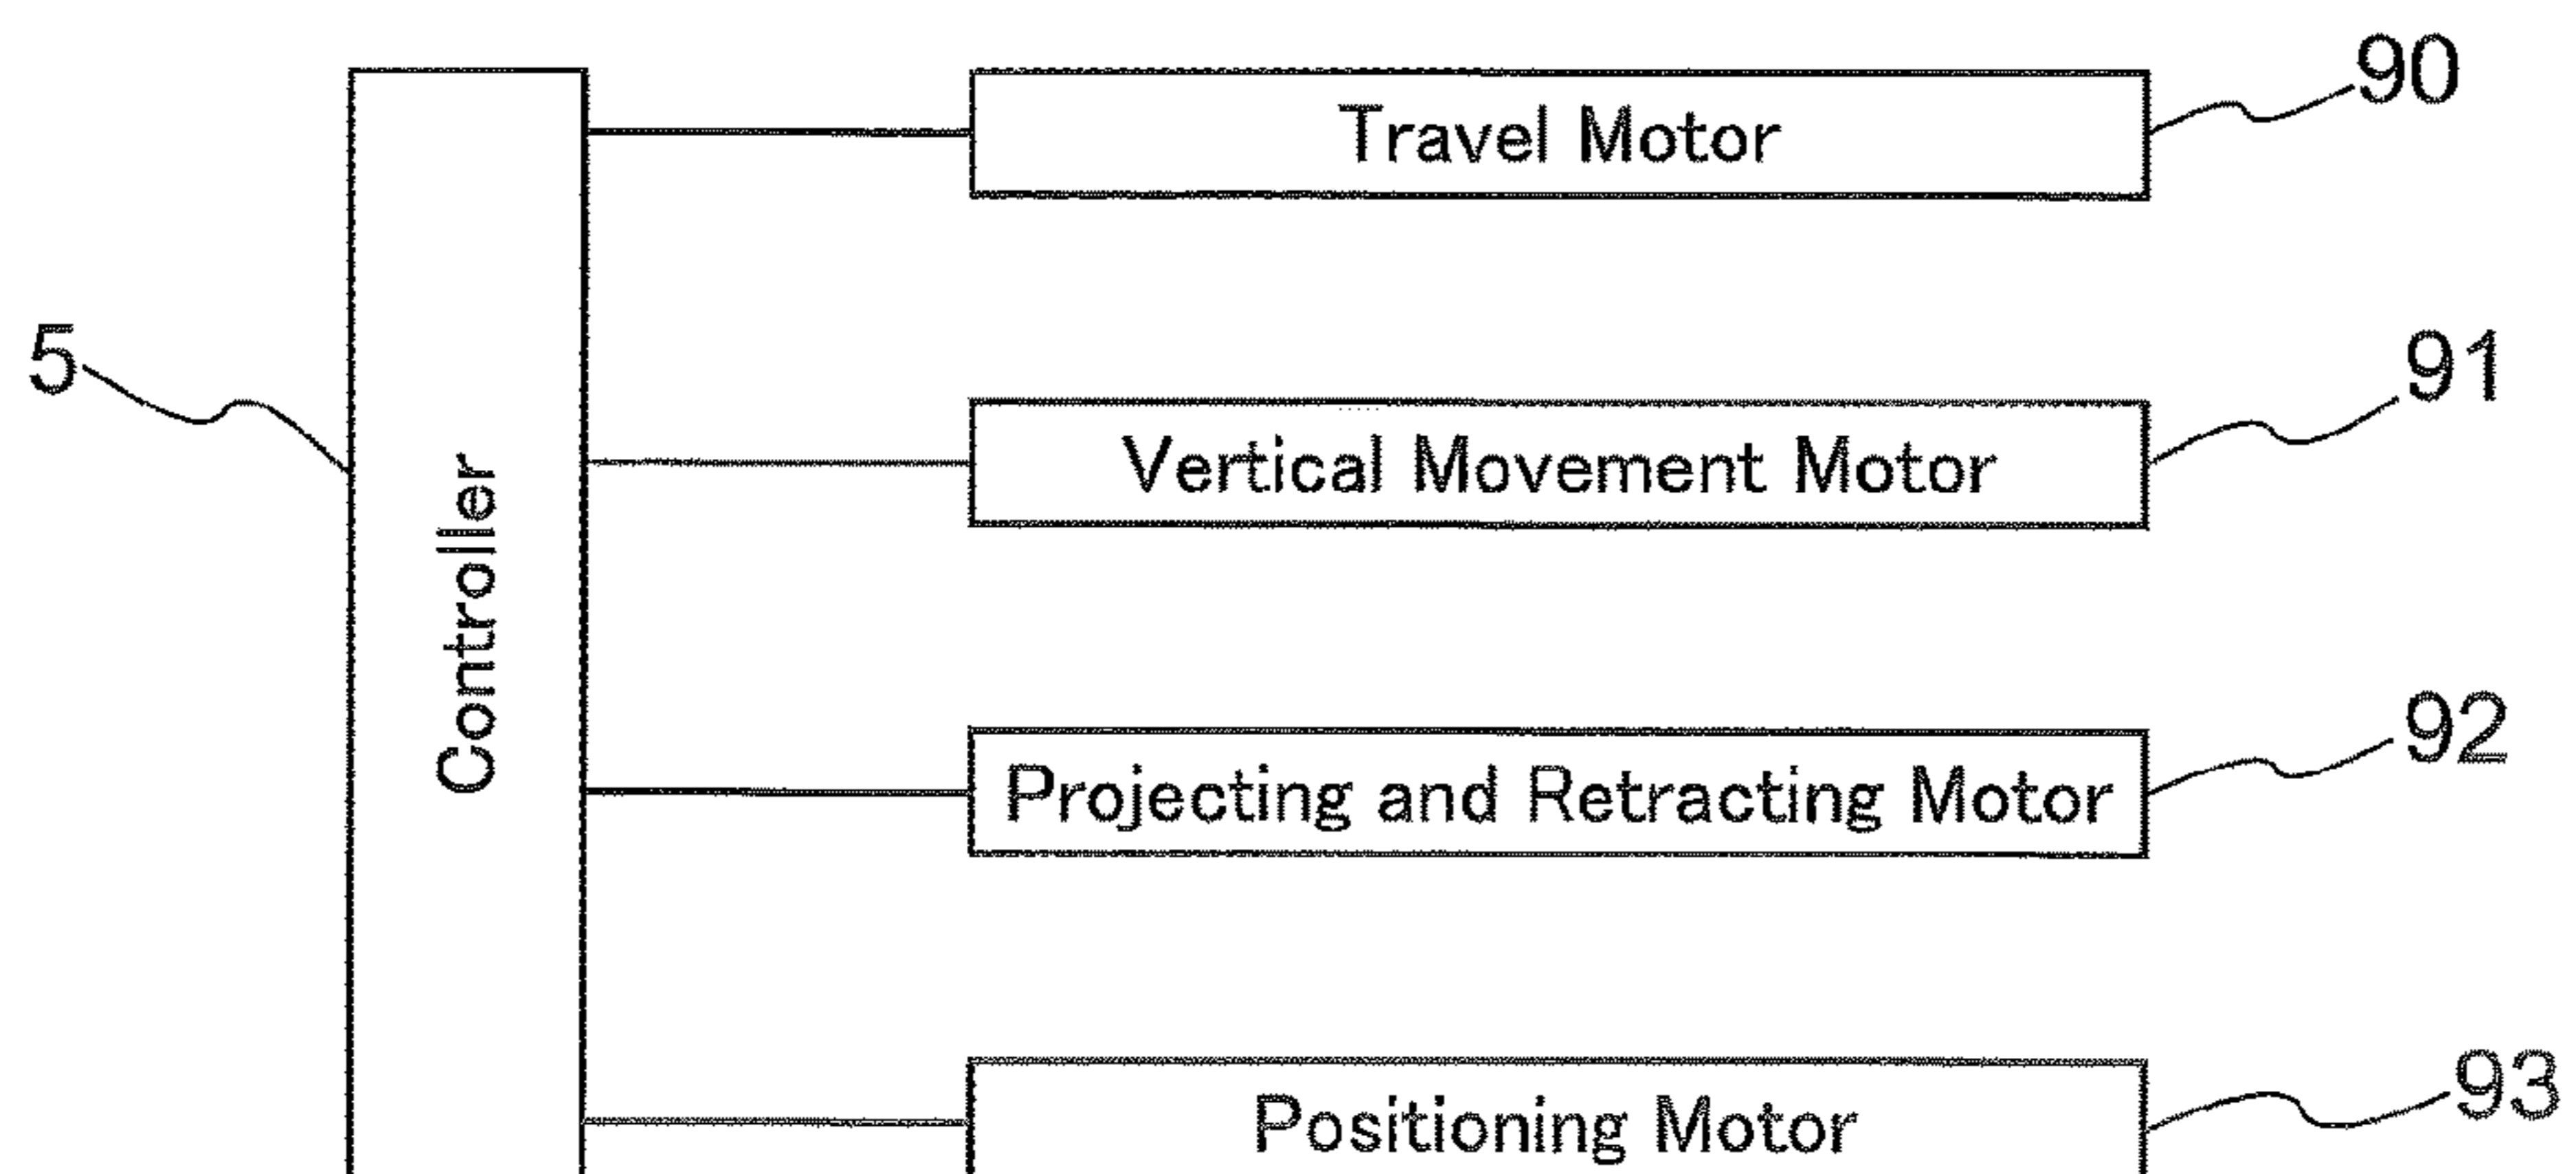 90
Travel Motor
5
91
Vertical Movement Motor
Controller
92
Projecting and Retracting Motor
93
Positioning Motor